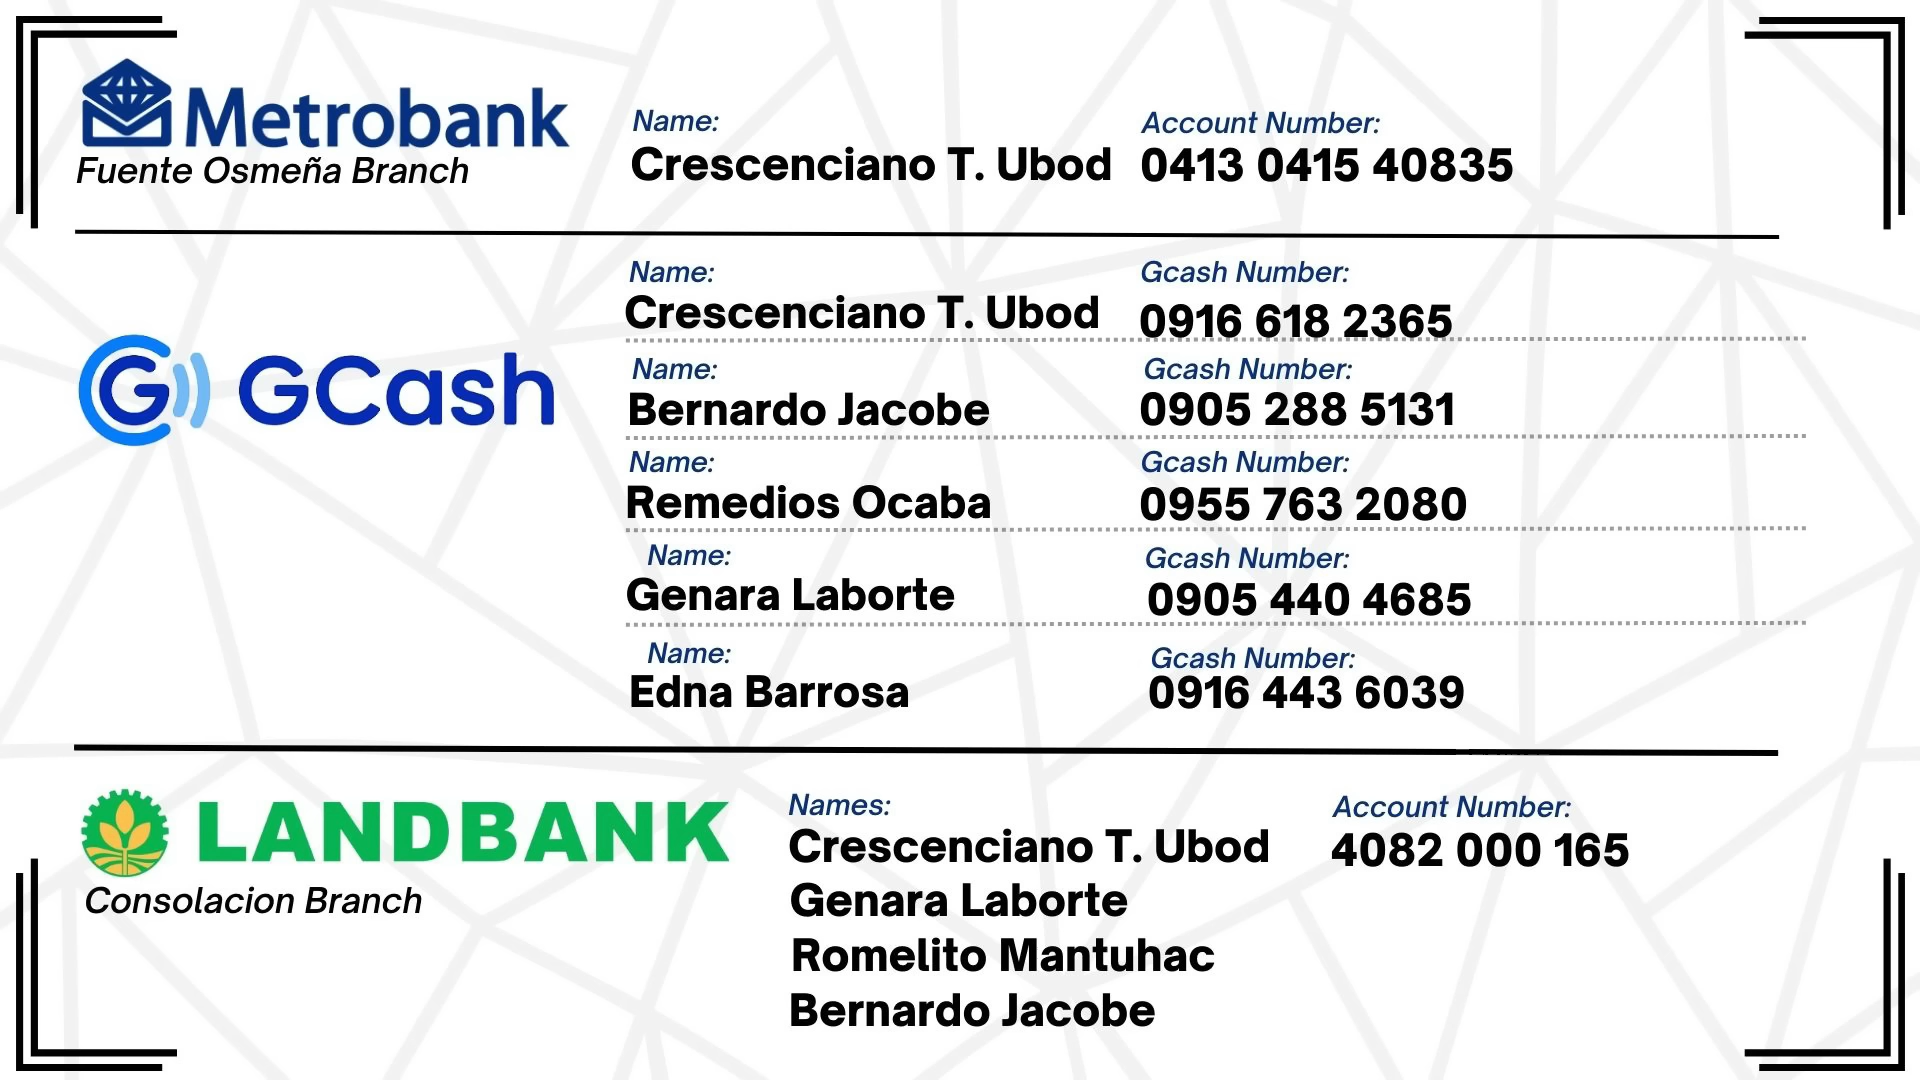 Metrobank
Fuente Osmeña Branch
Name:
Crescenciano T. Ubod
Account Number:
0413 0415 40835
GCash
Name:
Crescenciano T. Ubod
Gcash Number:
0916 618 2365
Name:
Bernardo Jacobe
Gcash Number:
0905 288 5131
Name:
Remedios Ocaba
Gcash Number:
0955 763 2080
Name:
Genara Laborte
Gcash Number:
0905 440 4685
Name:
Edna Barrosa
Gcash Number:
0916 443 6039
LANDBANK
Consolacion Branch
Names:
Crescenciano T. Ubod
Genara Laborte
Romelito Mantuhac
Bernardo Jacobe
Account Number:
4082 000 165